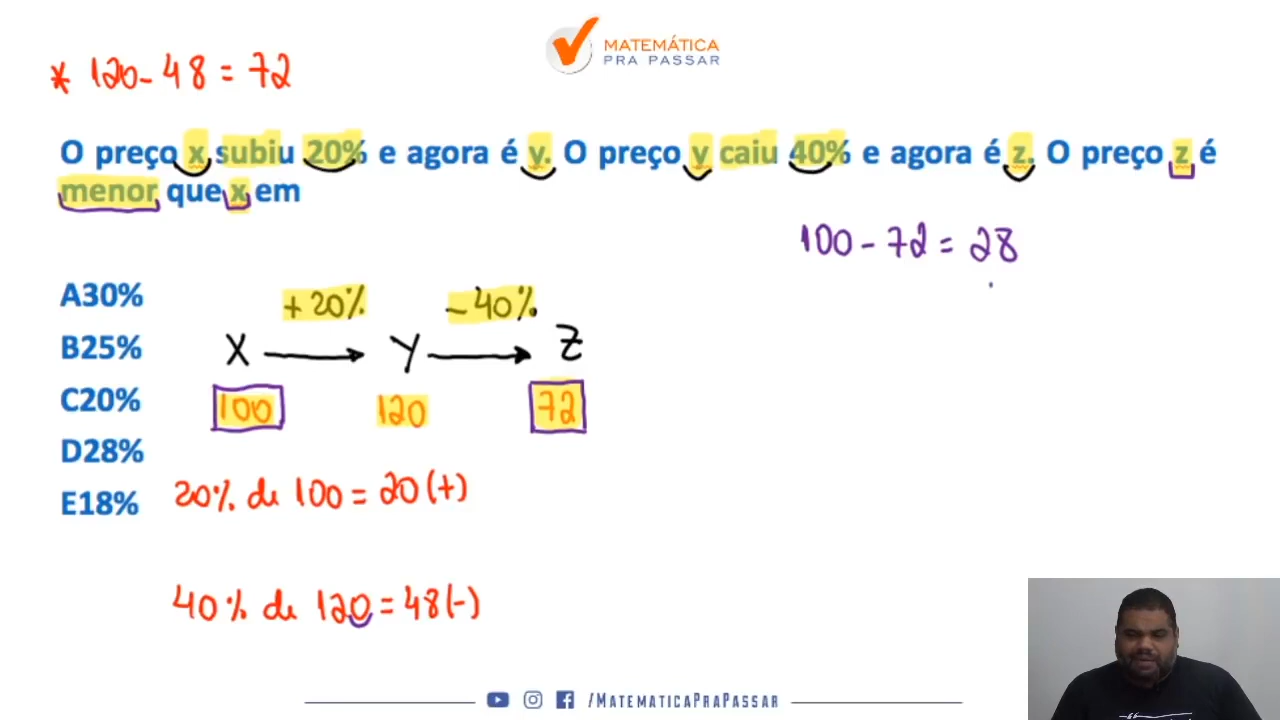 MATEMÁTICA
PRA PASSAR
* 120 - 48 = 72
O preço x subiu 20% e agora é y. O preço y caiu 40% e agora é z. O preço z é
menor que x em
100 - 72 = 28
A30%
B25%
C20%
D28%
E18%
+20% -40%
X Y Z
100 120 72
20% de 100 = 20 (+)
40% de 120 = 48 (-)
/MATEMATICAPRAPASSAR